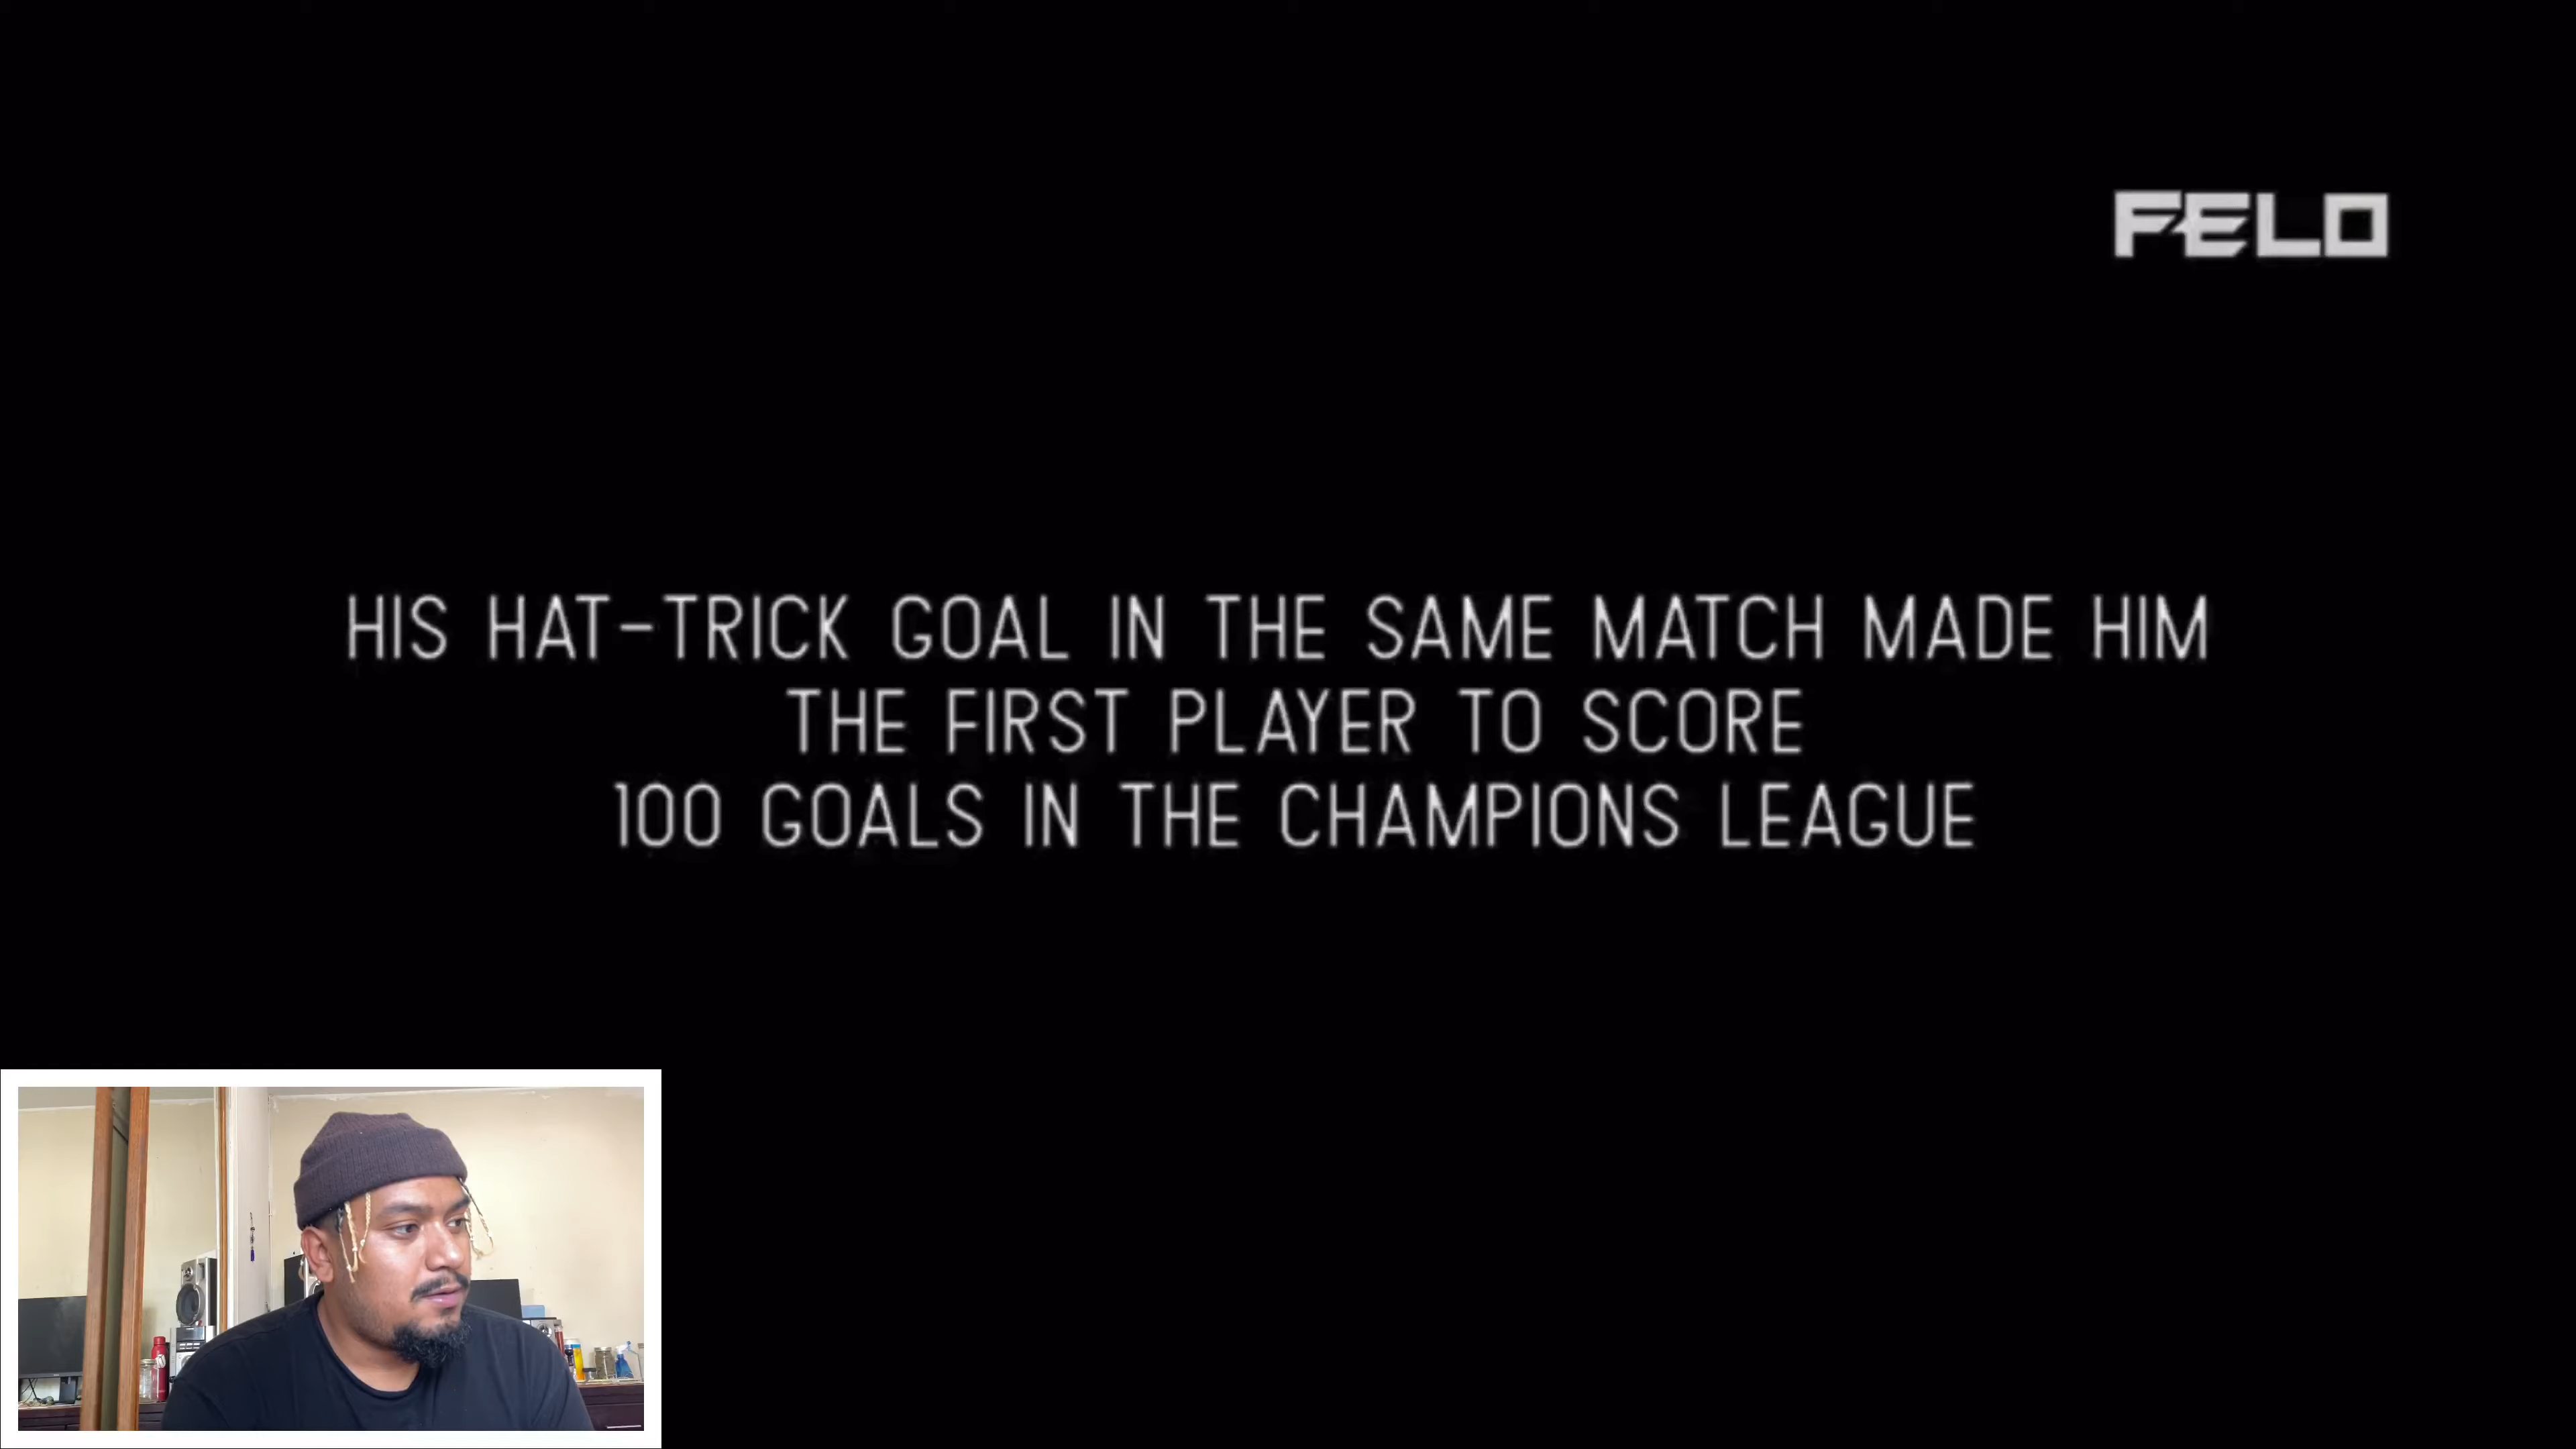 FELO
HIS HAT-TRICK GOAL IN THE SAME MATCH MADE HIM
THE FIRST PLAYER TO SCORE
100 GOALS IN THE CHAMPIONS LEAGUE